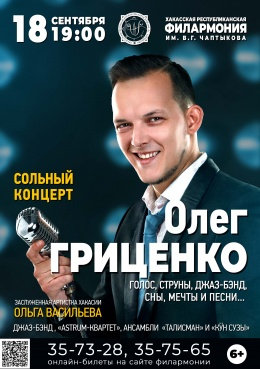 18 СЕНТЯБРЯ
19:00
ХАКАССКАЯ РЕСПУБЛИКАНСКАЯ
ФИЛАРМОНИЯ
ИМ. В.Г. ЧАПТЫКОВА
СОЛЬНЫЙ
КОНЦЕРТ
Олег
ГРИЦЕНКО
ГОЛОС, СТРУНЫ, ДЖАЗ-БЭНД,
СНЫ, МЕЧТЫ И ПЕСНИ...
ЗАСЛУЖЕННАЯ АРТИСТКА ХАКАСИИ
ОЛЬГА ВАСИЛЬЕВА
ДЖАЗ-БЭНД, «ASTRUM-КВАРТЕТ», АНСАМБЛИ «ТАЛИСМАН» И «КӰН СУЗЫ»
35-73-28, 35-75-65
онлайн-билеты на сайте филармонии
6+